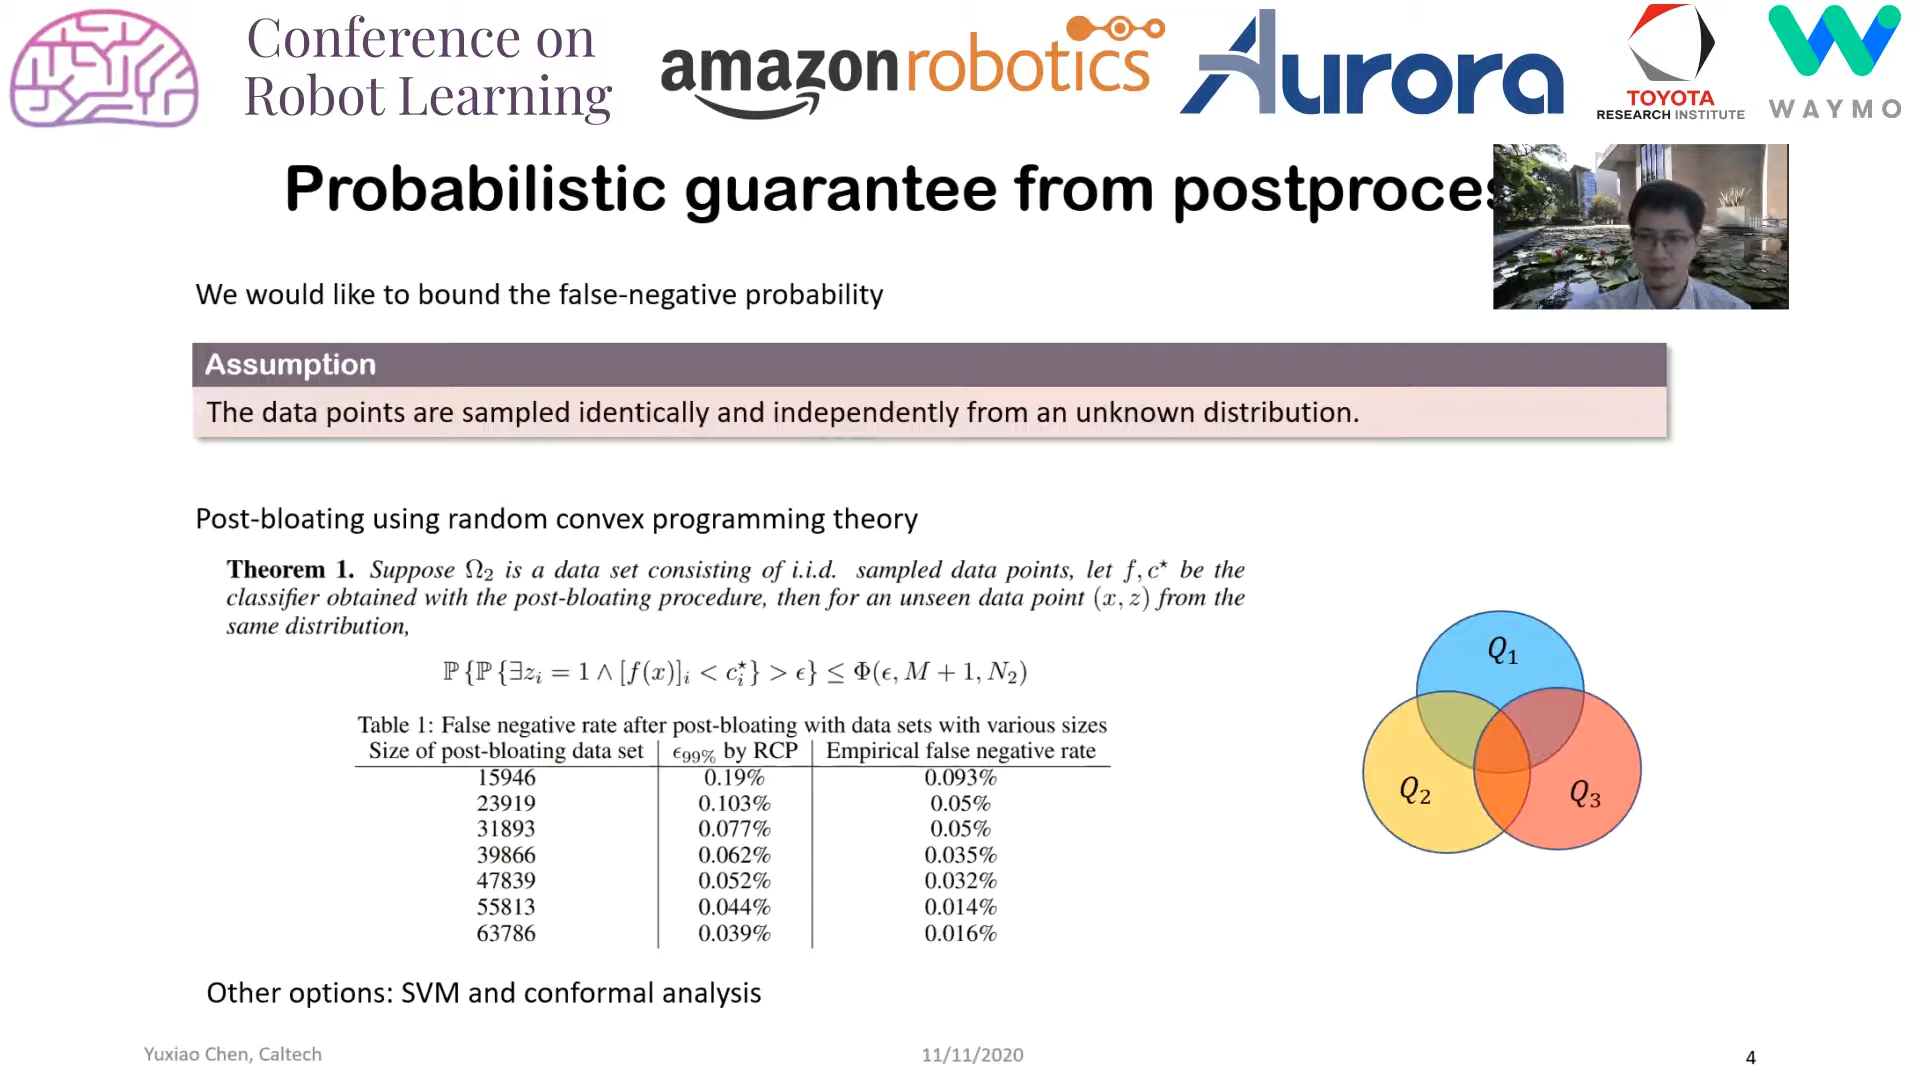 Conference on
Robot Learning
amazonrobotics
Aurora
TOYOTA
RESEARCH INSTITUTE
WAYMO
Probabilistic guarantee from postproces
We would like to bound the false-negative probability
Assumption
The data points are sampled identically and independently from an unknown distribution.
Post-bloating using random convex programming theory
Theorem 1. Suppose Ω₂ is a data set consisting of i.i.d. sampled data points, let f, c⋆ be the
classifier obtained with the post-bloating procedure, then for an unseen data point (x, z) from the
same distribution,
ℙ{ℙ{∃zᵢ = 1 ∧ [f(x)]ᵢ < cᵢ⋆} > ϵ} ≤ Φ(ϵ, M + 1, N₂)
Table 1: False negative rate after post-bloating with data sets with various sizes
Size of post-bloating data set ϵ99% by RCP Empirical false negative rate
15946 0.19% 0.093%
23919 0.103% 0.05%
31893 0.077% 0.05%
39866 0.062% 0.035%
47839 0.052% 0.032%
55813 0.044% 0.014%
63786 0.039% 0.016%
Q₁
Q₂
Q₃
Other options: SVM and conformal analysis
Yuxiao Chen, Caltech
11/11/2020
4